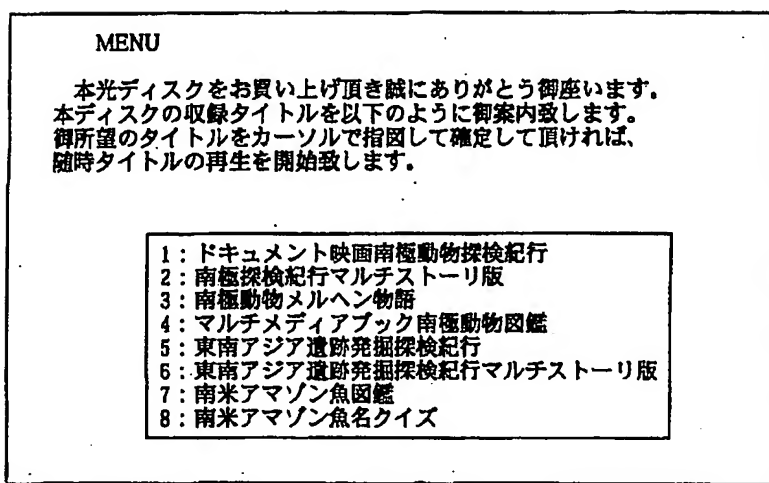 MENU
本光ディスクをお買い上げ頂き誠にありがとう御座います。
本ディスクの収録タイトルを以下のように御案内致します。
御所望のタイトルをカーソルで指図して確定して頂ければ、
随時タイトルの再生を開始致します。
1：ドキュメント映画南極動物探検紀行
2：南極探検紀行マルチストーリ版
3：南極動物メルヘン物語
4：マルチメディアブック南極動物図鑑
5：東南アジア遺跡発掘探検紀行
6：東南アジア遺跡発掘探検紀行マルチストーリ版
7：南米アマゾン魚図鑑
8：南米アマゾン魚名クイズ